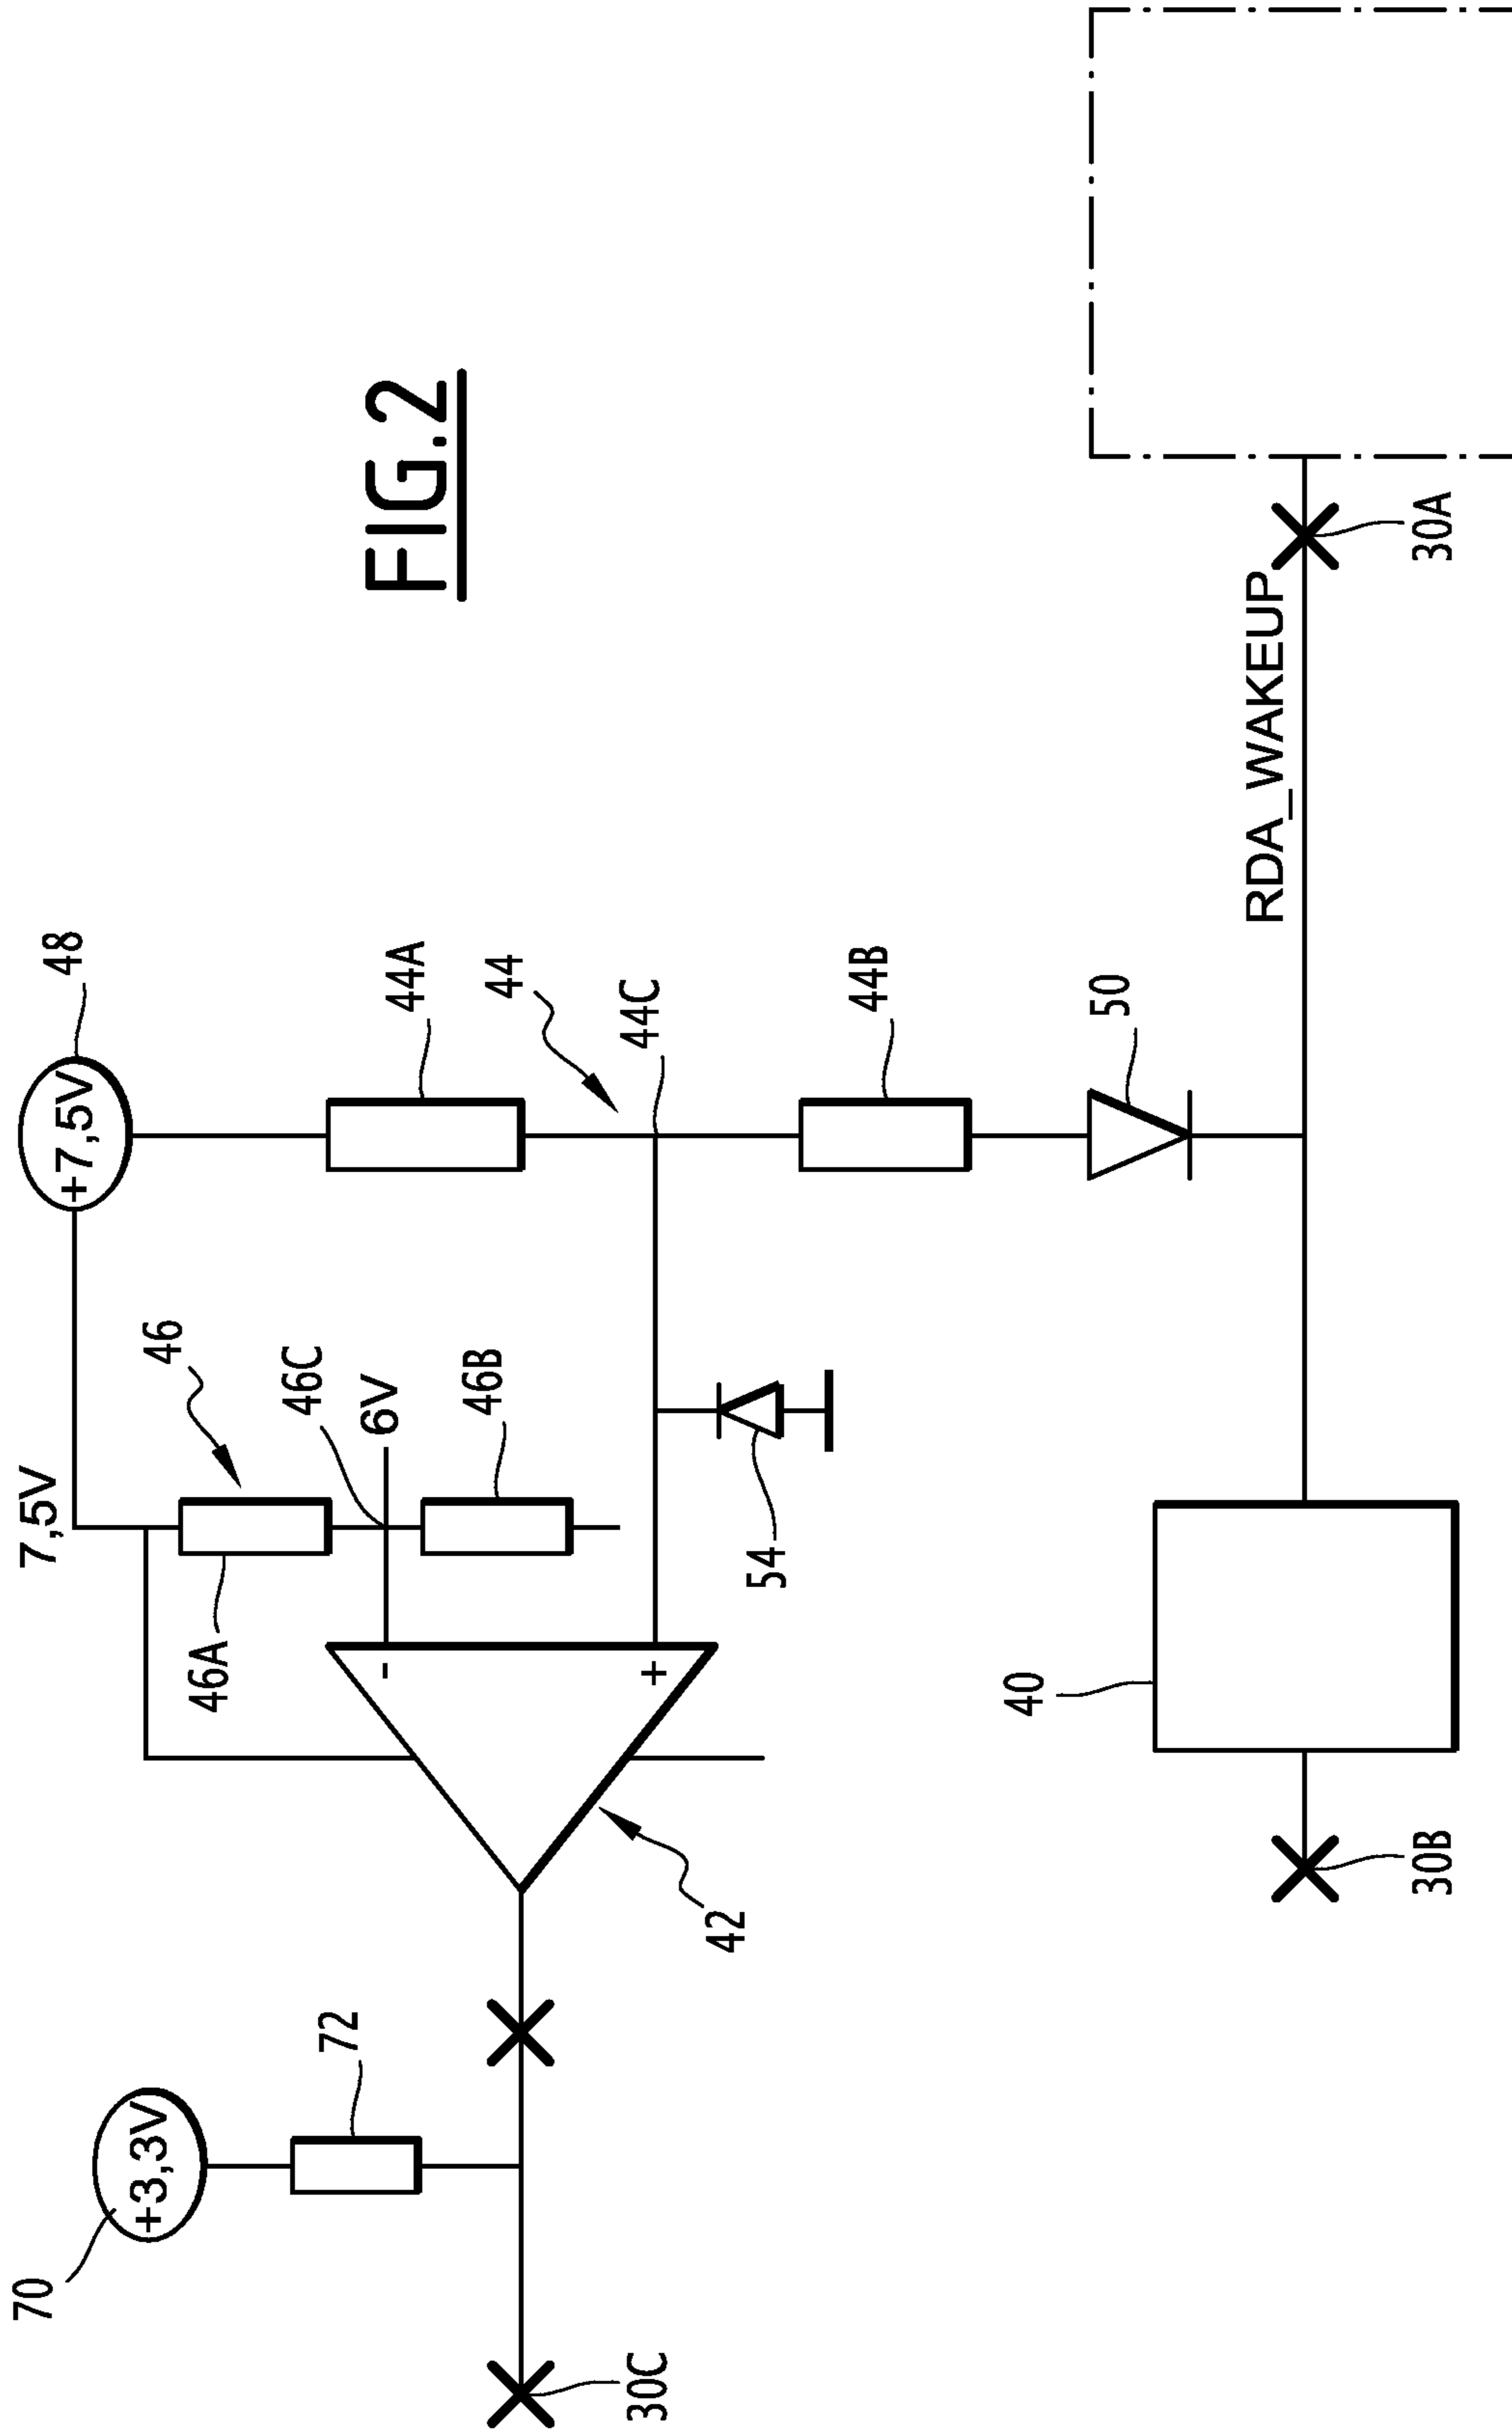 FIG.2
48
+7,5V
7,5V
46
46A
46C
6V
46B
44A
44
44C
44B
50
54
-
+
42
70
+3,3V
72
30C
RDA_WAKEUP
30A
40
30B